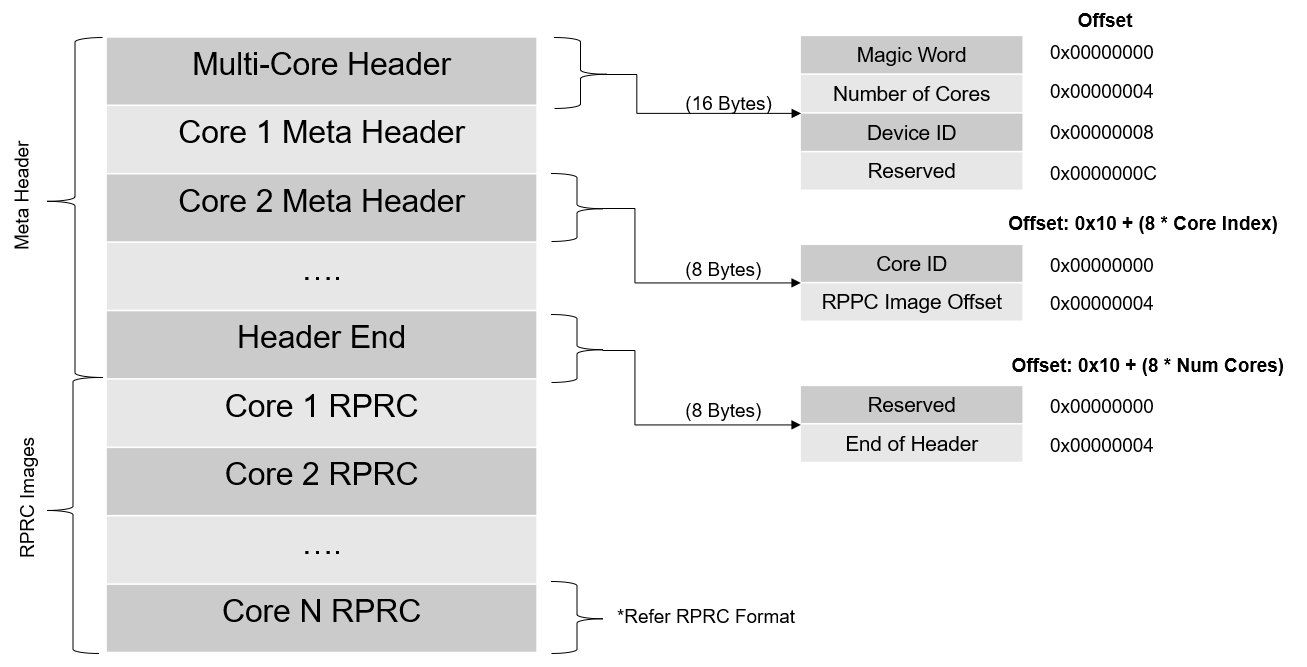 Meta Header
Multi-Core Header
Core 1 Meta Header
Core 2 Meta Header
....
Header End
RPRC Images
Core 1 RPRC
Core 2 RPRC
....
Core N RPRC
(16 Bytes)
Offset
Magic Word 0x00000000
Number of Cores 0x00000004
Device ID 0x00000008
Reserved 0x0000000C
(8 Bytes)
Offset: 0x10 + (8 * Core Index)
Core ID 0x00000000
RPPC Image Offset 0x00000004
(8 Bytes)
Offset: 0x10 + (8 * Num Cores)
Reserved 0x00000000
End of Header 0x00000004
*Refer RPRC Format